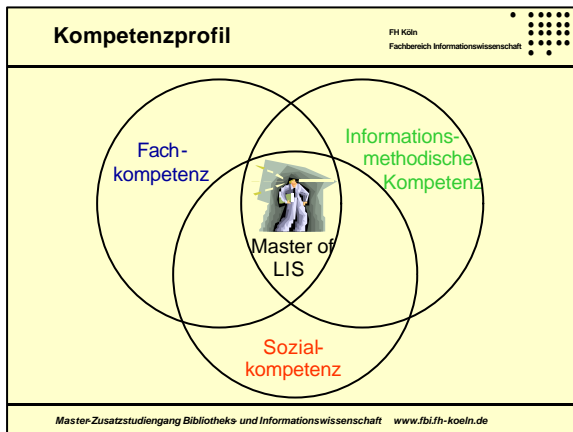 Kompetenzprofil
FH Köln
Fachbereich Informationswissenschaft
Fach-
kompetenz
Informations-
methodische
Kompetenz
Master of
LIS
Sozial-
kompetenz
Master-Zusatzstudiengang Bibliotheks- und Informationswissenschaft www.fbi.fh-koeln.de